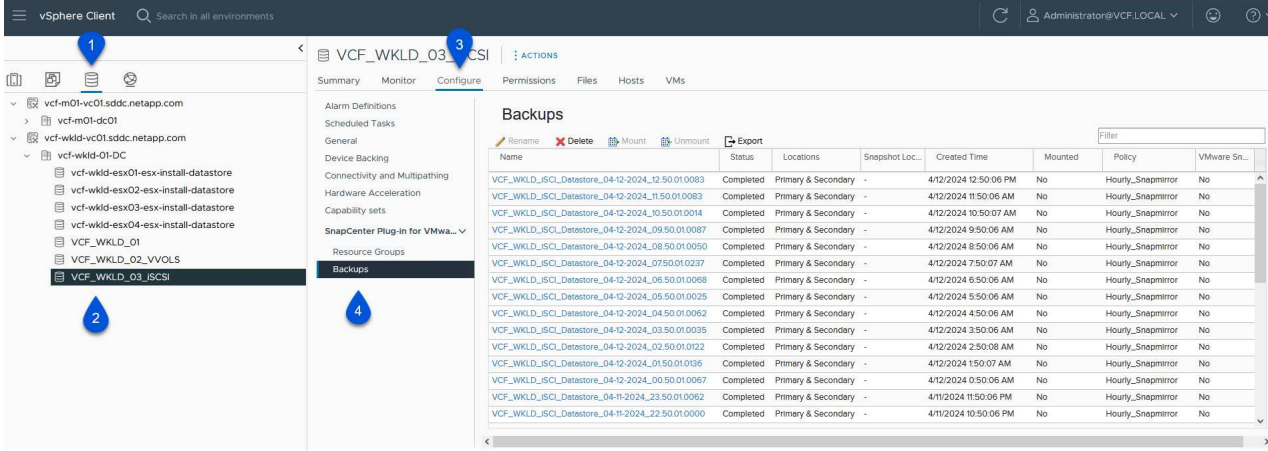 vSphere Client Search in all environments Administrator@VCF.LOCAL
1
VCF_WKLD_03_iSCSI ACTIONS
3
Summary Monitor Configure Permissions Files Hosts VMs
vcf-m01-vc01.sddc.netapp.com
vcf-m01-dc01
vcf-wkld-vc01.sddc.netapp.com
vcf-wkld-01-DC
vcf-wkld-esx01-esx-install-datastore
vcf-wkld-esx02-esx-install-datastore
vcf-wkld-esx03-esx-install-datastore
vcf-wkld-esx04-esx-install-datastore
VCF_WKLD_01
VCF_WKLD_02_VVOLS
VCF_WKLD_03_iSCSI
2
Alarm Definitions
Scheduled Tasks
General
Device Backing
Connectivity and Multipathing
Hardware Acceleration
Capability sets
SnapCenter Plug-in for VMwa...
Resource Groups
Backups
4
Backups
Rename Delete Mount Unmount Export Filter
Name Status Locations Snapshot Loc... Created Time Mounted Policy VMware Sn...
VCF_WKLD_iSCI_Datastore_04-12-2024_12.50.01.0083 Completed Primary & Secondary - 4/12/2024 12:50:06 PM No Hourly_Snapmirror No
VCF_WKLD_iSCI_Datastore_04-12-2024_11.50.01.0083 Completed Primary & Secondary - 4/12/2024 11:50:06 AM No Hourly_Snapmirror No
VCF_WKLD_iSCI_Datastore_04-12-2024_10.50.01.0014 Completed Primary & Secondary - 4/12/2024 10:50:07 AM No Hourly_Snapmirror No
VCF_WKLD_iSCI_Datastore_04-12-2024_09.50.01.0087 Completed Primary & Secondary - 4/12/2024 9:50:06 AM No Hourly_Snapmirror No
VCF_WKLD_iSCI_Datastore_04-12-2024_08.50.01.0050 Completed Primary & Secondary - 4/12/2024 8:50:06 AM No Hourly_Snapmirror No
VCF_WKLD_iSCI_Datastore_04-12-2024_07.50.01.0237 Completed Primary & Secondary - 4/12/2024 7:50:07 AM No Hourly_Snapmirror No
VCF_WKLD_iSCI_Datastore_04-12-2024_06.50.01.0068 Completed Primary & Secondary - 4/12/2024 6:50:06 AM No Hourly_Snapmirror No
VCF_WKLD_iSCI_Datastore_04-12-2024_05.50.01.0025 Completed Primary & Secondary - 4/12/2024 5:50:06 AM No Hourly_Snapmirror No
VCF_WKLD_iSCI_Datastore_04-12-2024_04.50.01.0062 Completed Primary & Secondary - 4/12/2024 4:50:06 AM No Hourly_Snapmirror No
VCF_WKLD_iSCI_Datastore_04-12-2024_03.50.01.0035 Completed Primary & Secondary - 4/12/2024 3:50:06 AM No Hourly_Snapmirror No
VCF_WKLD_iSCI_Datastore_04-12-2024_02.50.01.0122 Completed Primary & Secondary - 4/12/2024 2:50:08 AM No Hourly_Snapmirror No
VCF_WKLD_iSCI_Datastore_04-12-2024_01.50.01.0136 Completed Primary & Secondary - 4/12/2024 1:50:07 AM No Hourly_Snapmirror No
VCF_WKLD_iSCI_Datastore_04-12-2024_00.50.01.0067 Completed Primary & Secondary - 4/12/2024 0:50:06 AM No Hourly_Snapmirror No
VCF_WKLD_iSCI_Datastore_04-11-2024_23.50.01.0062 Completed Primary & Secondary - 4/11/2024 11:50:06 PM No Hourly_Snapmirror No
VCF_WKLD_iSCI_Datastore_04-11-2024_22.50.01.0000 Completed Primary & Secondary - 4/11/2024 10:50:06 PM No Hourly_Snapmirror No